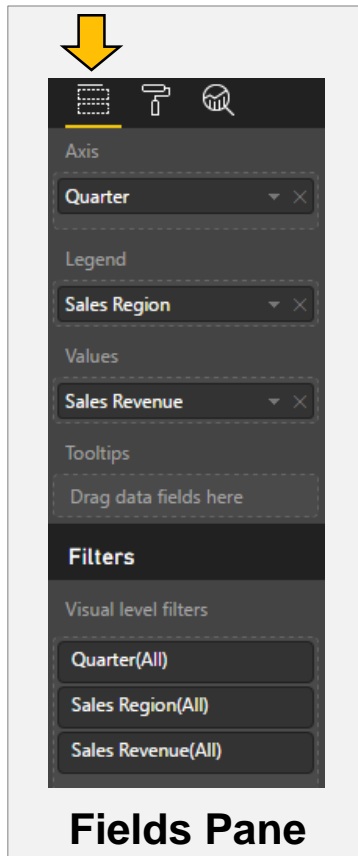 Axis
Quarter
Legend
Sales Region
Values
Sales Revenue
Tooltips
Drag data fields here
Filters
Visual level filters
Quarter(All)
Sales Region(All)
Sales Revenue(All)
Fields Pane